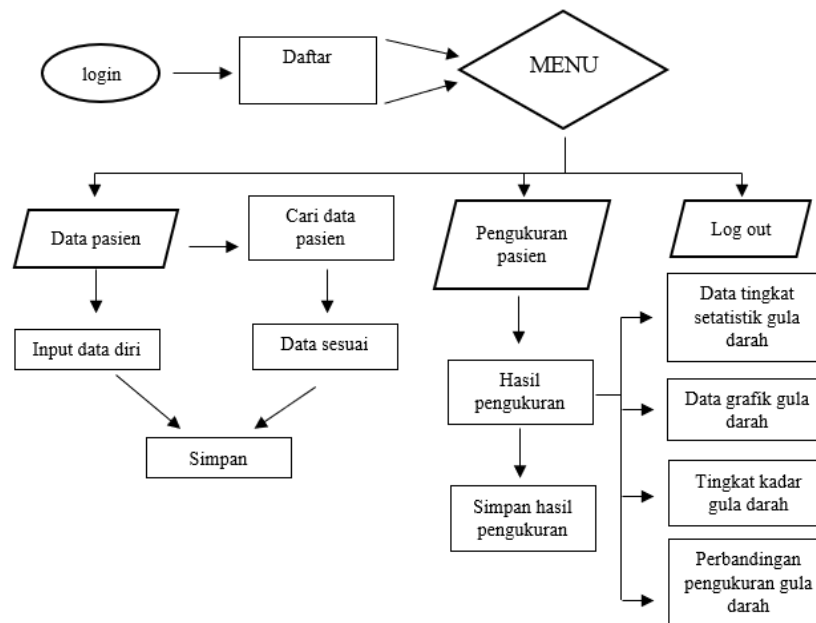 login
Daftar
MENU
Data pasien
Cari data
pasien
Pengukuran
pasien
Log out
Input data diri
Data sesuai
Simpan
Hasil
pengukuran
Simpan hasil
pengukuran
Data tingkat
setatistik gula
darah
Data grafik gula
darah
Tingkat kadar
gula darah
Perbandingan
pengukuran gula
darah